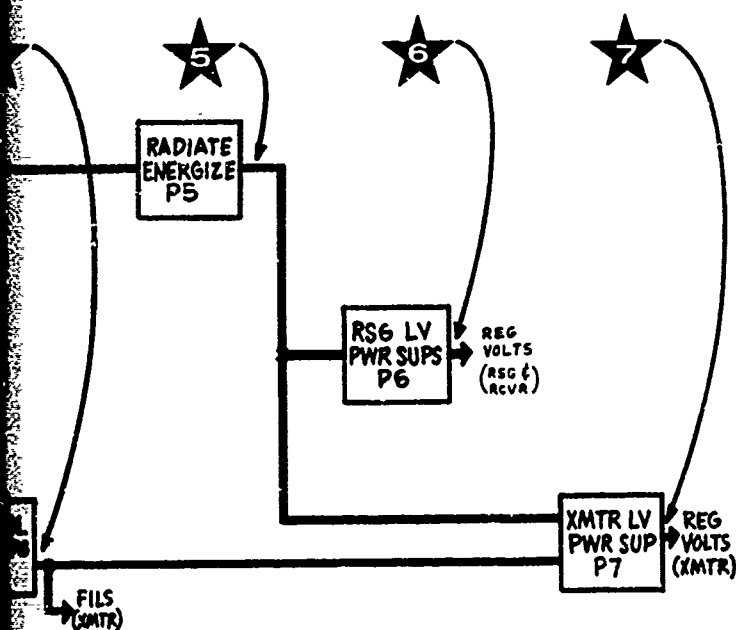 5
6
7
RADIATE
ENERGIZE
P5
RSG LV
PWR SUPS
P6
REG
VOLTS
(RSG &
RCVR)
XMTR LV
PWR SUP
P7
REG
VOLTS
(XMTR)
FILS
(XMTR)